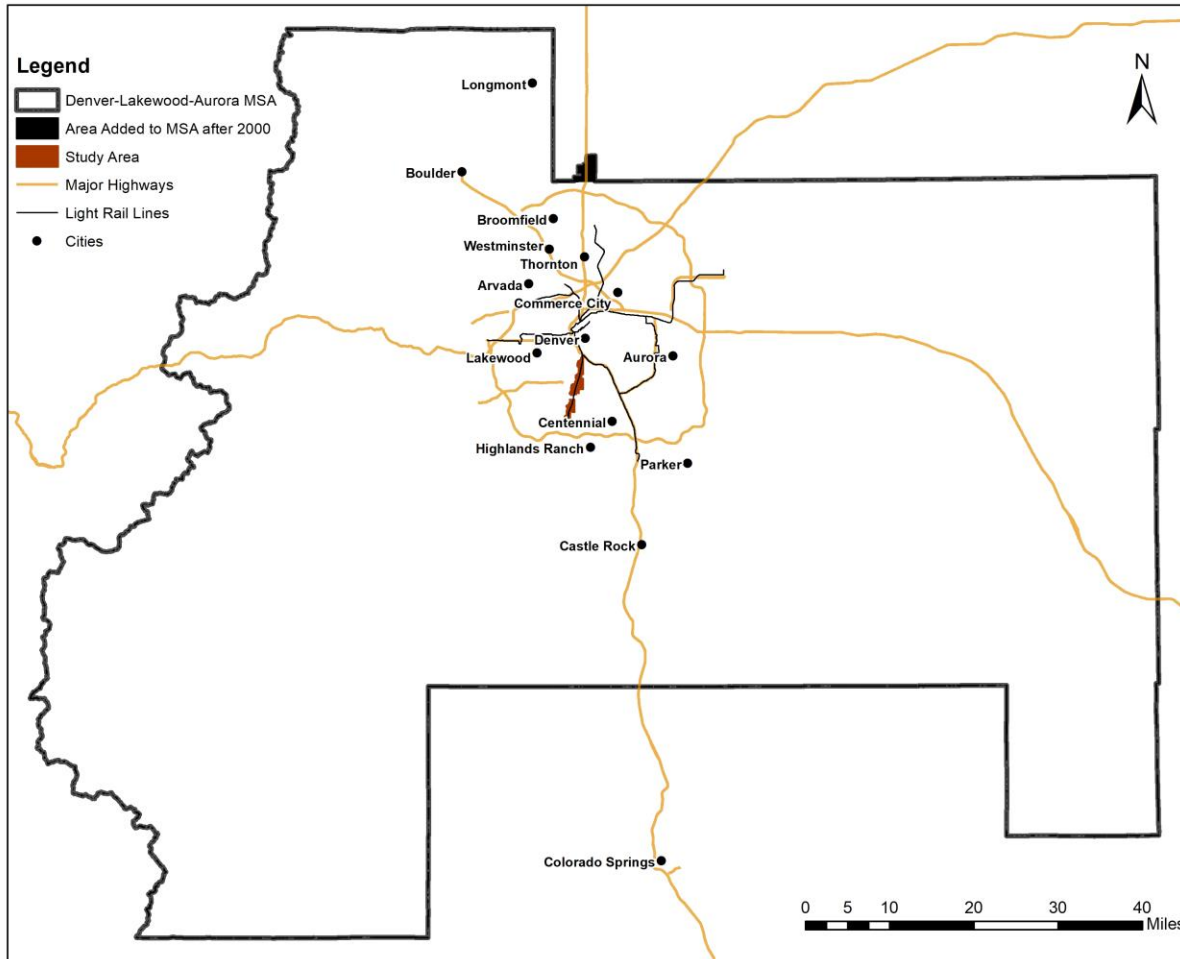 Legend
Denver-Lakewood-Aurora MSA
Area Added to MSA after 2000
Study Area
Major Highways
Light Rail Lines
Cities
N
Longmont
Boulder
Broomfield
Westminster
Thornton
Arvada
Commerce City
Denver
Lakewood
Aurora
Centennial
Highlands Ranch
Parker
Castle Rock
Colorado Springs
0 5 10 20 30 40
Miles